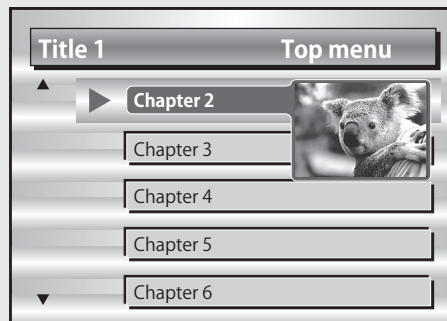 Title 1 Top menu
Chapter 2
Chapter 3
Chapter 4
Chapter 5
Chapter 6